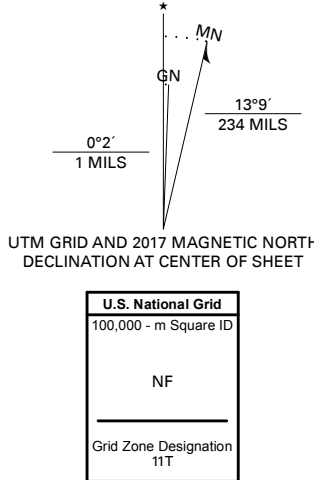 ★
MN
GN
13°9´
234 MILS
0°2´
1 MILS
UTM GRID AND 2017 MAGNETIC NORTH
DECLINATION AT CENTER OF SHEET
U.S. National Grid
100,000 - m Square ID
NF
Grid Zone Designation
11T